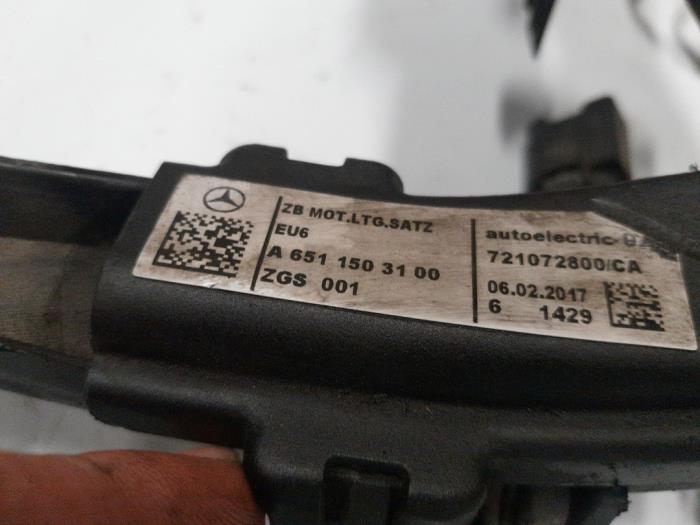 ZB MOT.LTG.SATZ
EU6
A 651 150 31 00
ZGS 001
autoelectric
721072800/CA
06.02.2017
6 1429